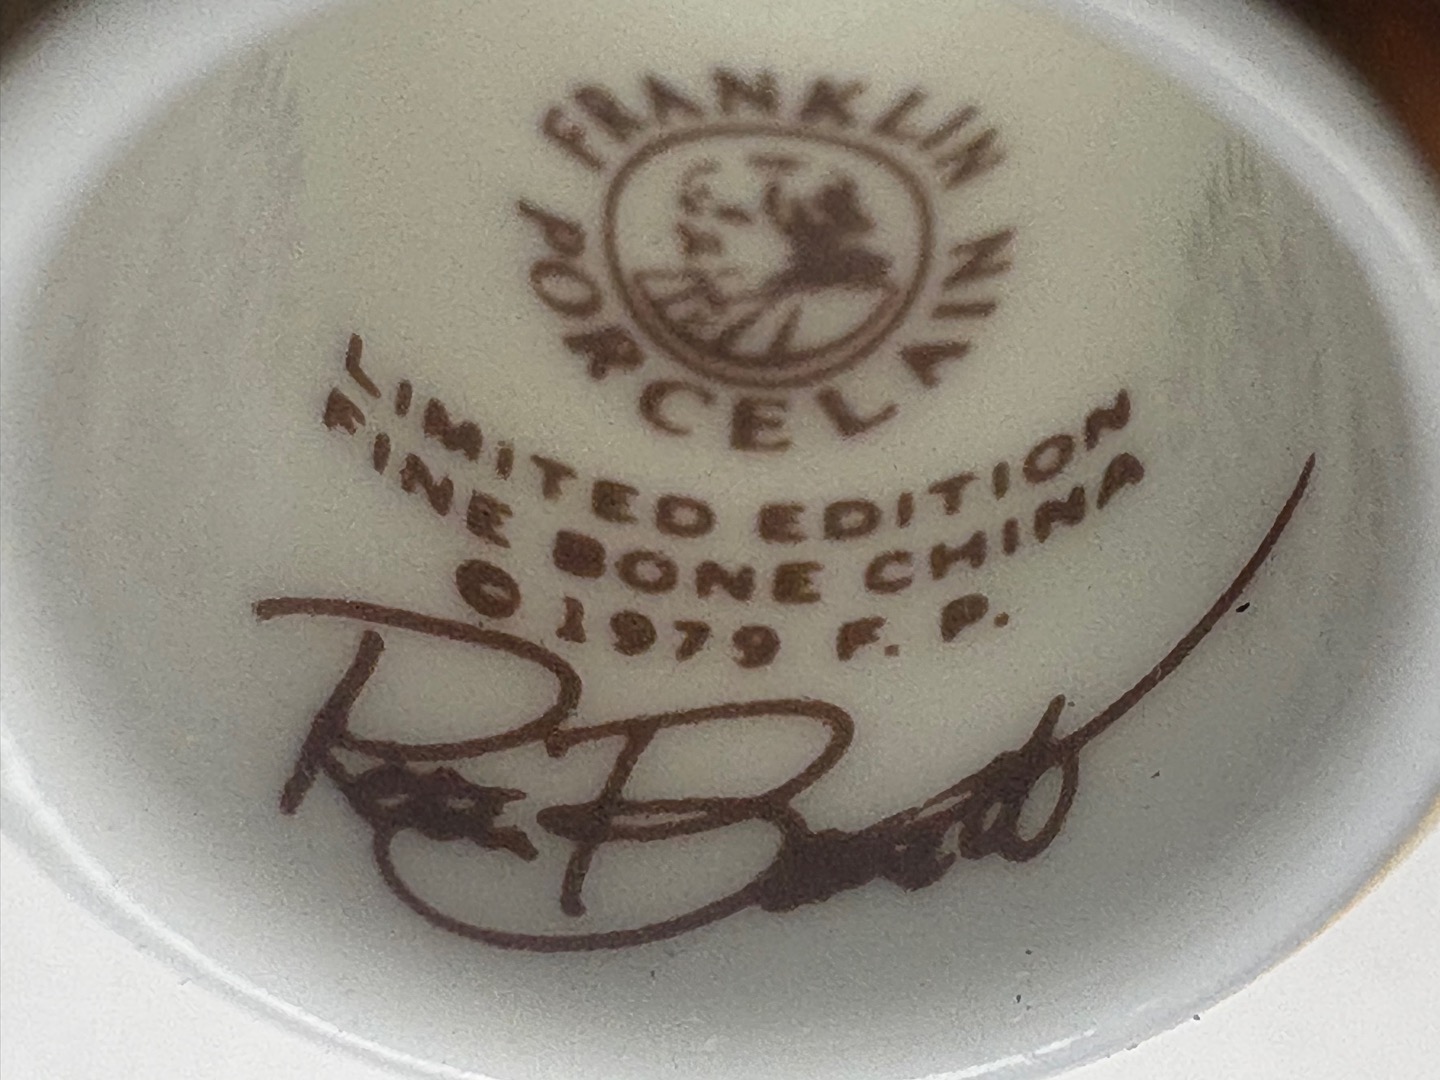 FRANKLIN
PORCELAIN
LIMITED EDITION
FINE BONE CHINA
© 1979 F. P.